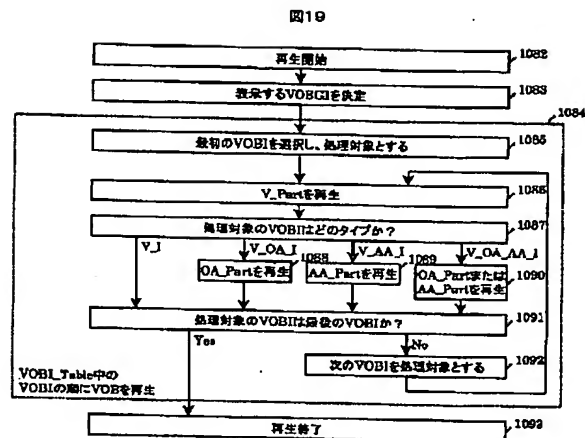 図19
再生開始
1082
表示するVOBGIを決定
1083
1084
最初のVOBIを選択し、処理対象とする
1085
V_Partを再生
1086
処理対象のVOBIはどのタイプか?
1087
V_I
V_OA_I
V_AA_I
V_OA_AA_I
1088
1089
OA_Partを再生
AA_Partを再生
OA_Partまたは
AA_Partを再生
1090
処理対象のVOBIは最後のVOBIか?
1091
Yes
No
次のVOBIを処理対象とする
1092
VOBI_Table中の
VOBIの順にVOBを再生
再生終了
1093